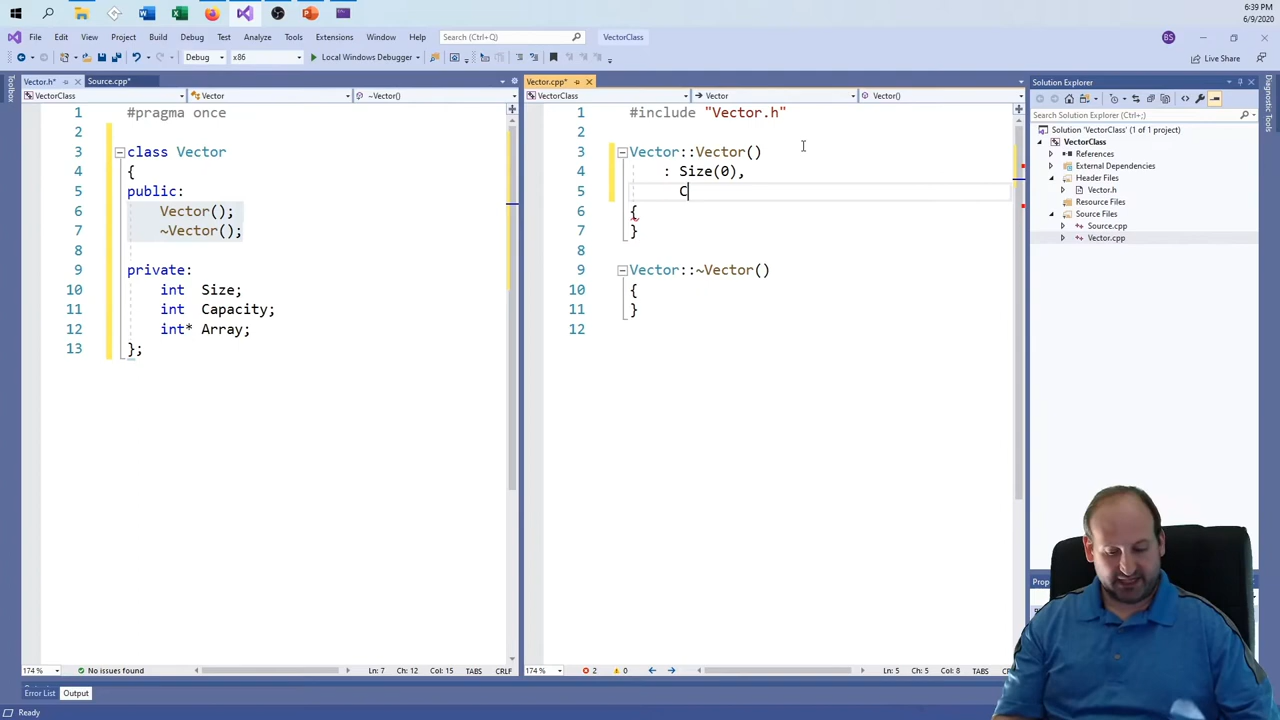 6:39 PM
6/9/2020
File Edit View Git Project Build Debug Test Analyze Tools Extensions Window Help Search (Ctrl+Q) VectorClass BS
Debug x86 Local Windows Debugger Live Share
Toolbox
Vector.h*
Source.cpp*
VectorClass Vector ~Vector()
1 #pragma once
2
3 class Vector
4 {
5 public:
6 Vector();
7 ~Vector();
8
9 private:
10 int Size;
11 int Capacity;
12 int* Array;
13 };
174 % No issues found Ln: 7 Ch: 12 Col: 15 TABS CRLF
Vector.cpp*
VectorClass Vector Vector()
1 #include "Vector.h"
2
3 Vector::Vector()
4 : Size(0),
5 C
6 {
7 }
8
9 Vector::~Vector()
10 {
11 }
12
174 % 2 0 Ln: 5 Ch: 5 Col: 8 TABS CRLF
Solution Explorer
Search Solution Explorer (Ctrl+;)
Solution 'VectorClass' (1 of 1 project)
VectorClass
References
External Dependencies
Header Files
Vector.h
Resource Files
Source Files
Source.cpp
Vector.cpp
Diagnostic Tools
Error List Output
Ready